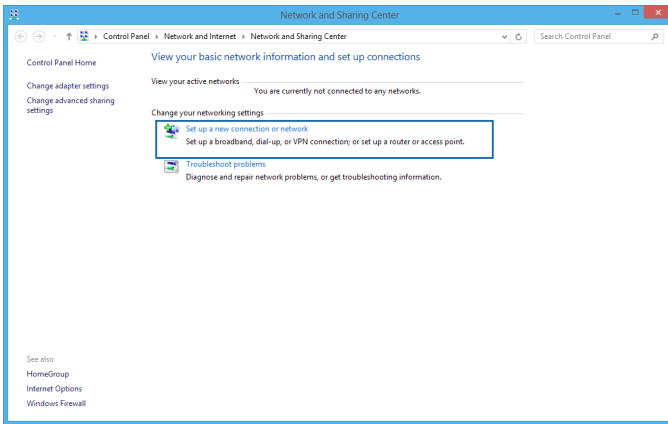 Network and Sharing Center
Control Panel ▸ Network and Internet ▸ Network and Sharing Center
Search Control Panel
Control Panel Home
Change adapter settings
Change advanced sharing
settings
View your basic network information and set up connections
View your active networks
You are currently not connected to any networks.
Change your networking settings
Set up a new connection or network
Set up a broadband, dial-up, or VPN connection; or set up a router or access point.
Troubleshoot problems
Diagnose and repair network problems, or get troubleshooting information.
See also
HomeGroup
Internet Options
Windows Firewall